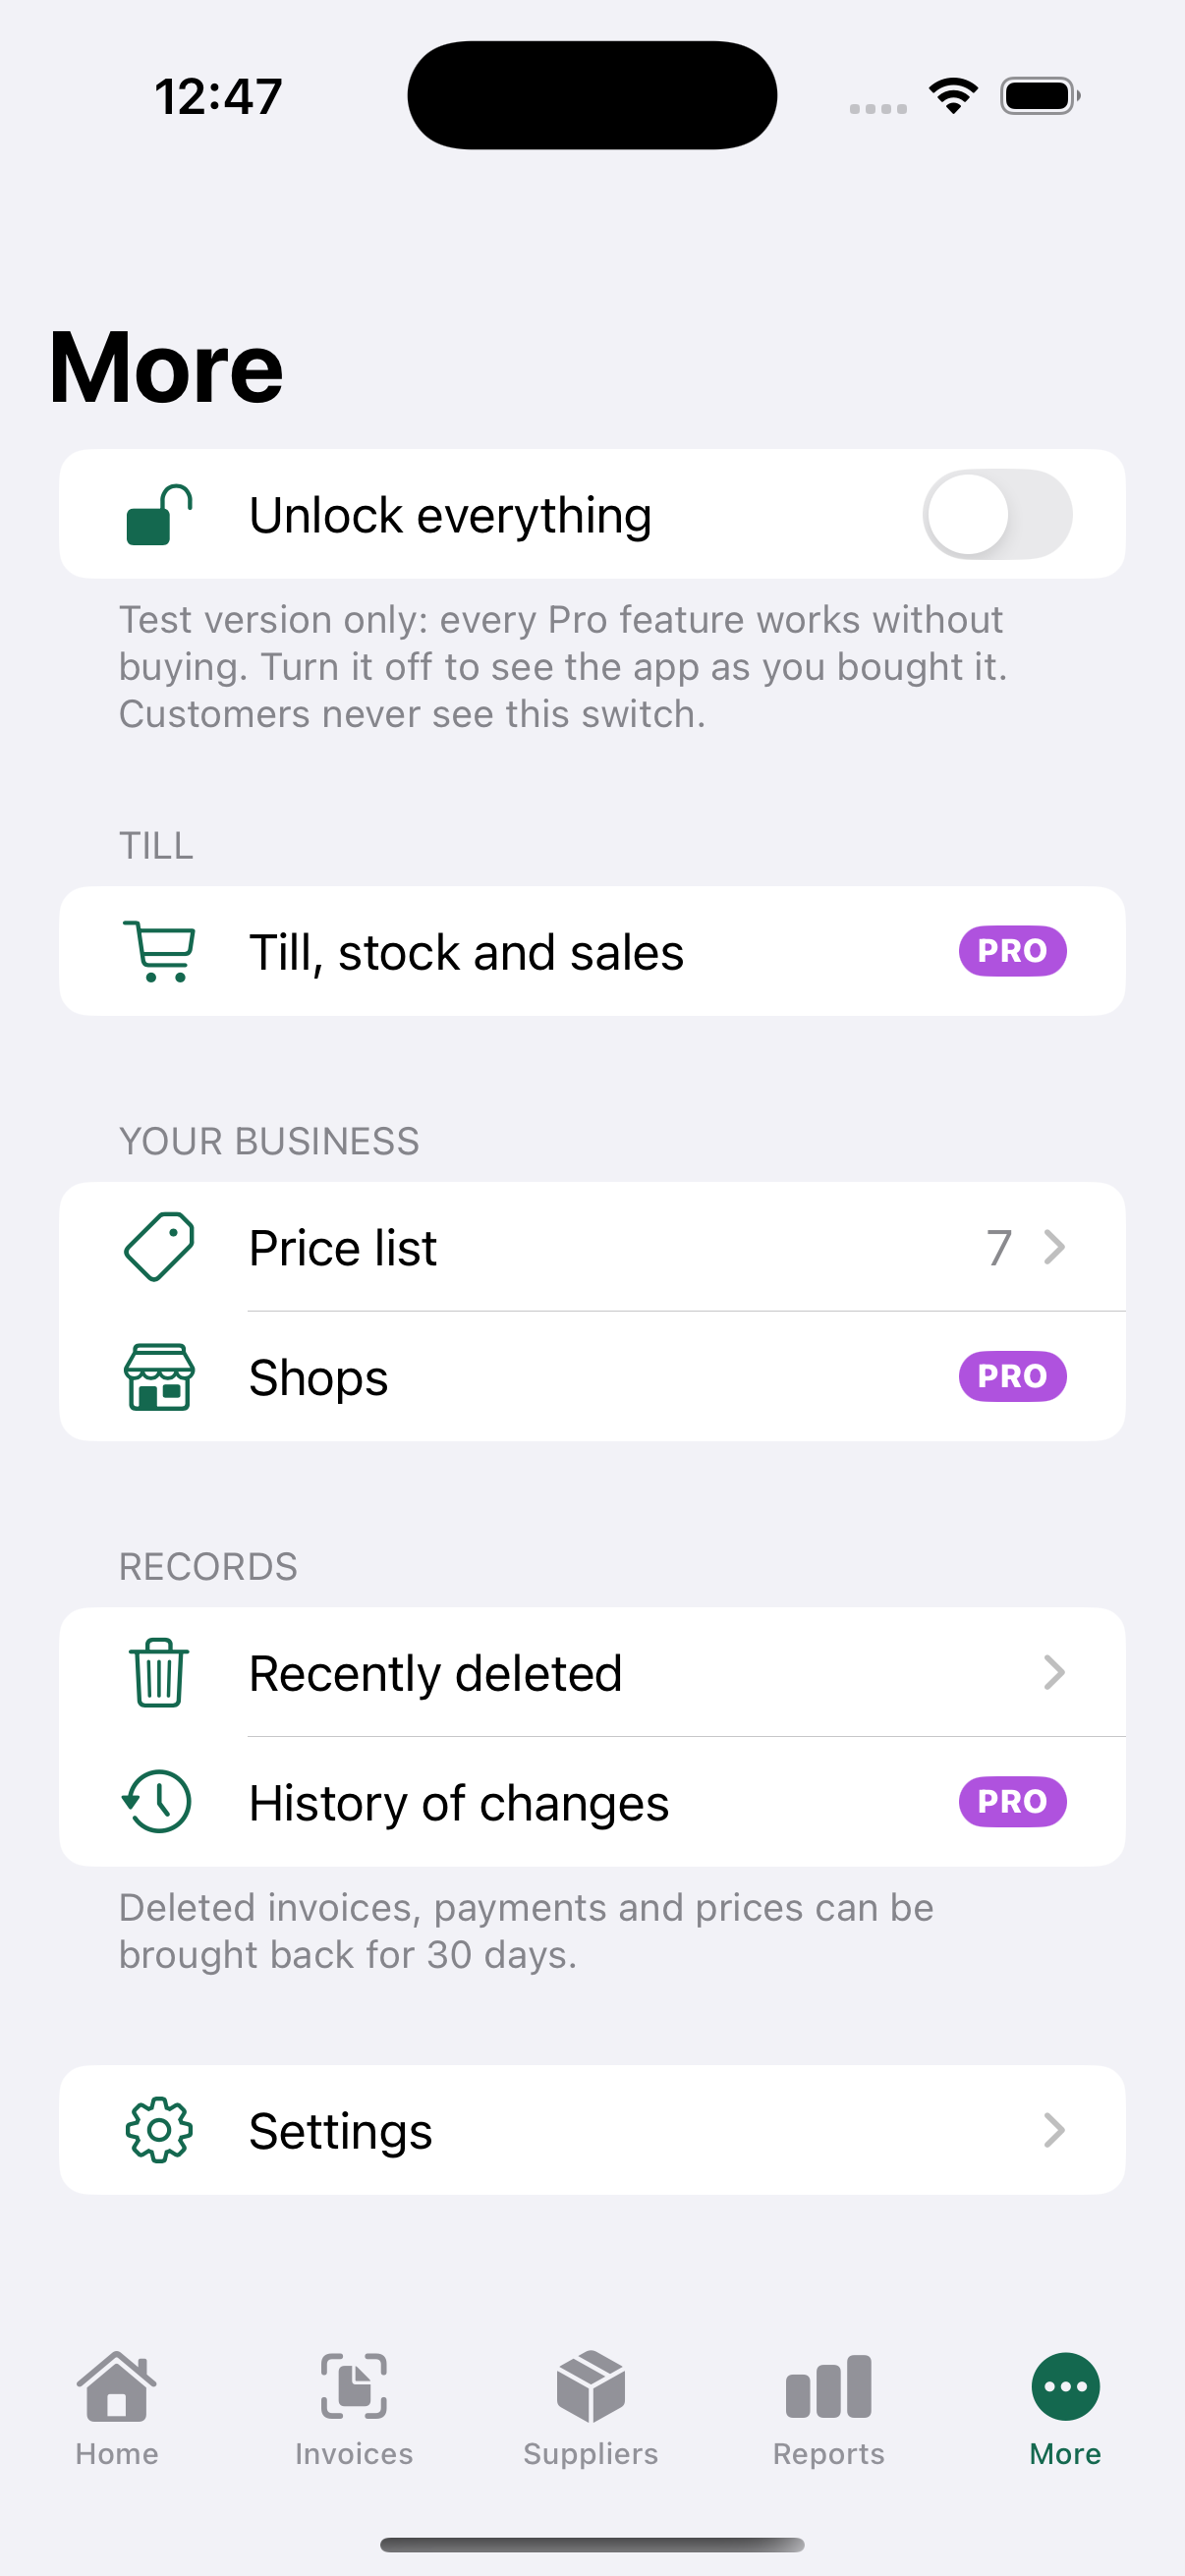 12:47
More
Unlock everything
Test version only: every Pro feature works without
buying. Turn it off to see the app as you bought it.
Customers never see this switch.
TILL
Till, stock and sales PRO
YOUR BUSINESS
Price list 7
Shops PRO
RECORDS
Recently deleted
History of changes PRO
Deleted invoices, payments and prices can be
brought back for 30 days.
Settings
Home Invoices Suppliers Reports More